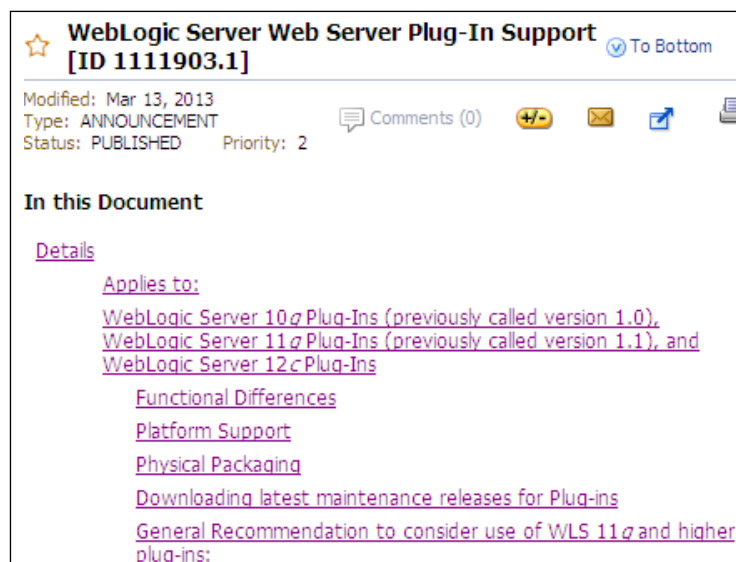 WebLogic Server Web Server Plug-In Support
[ID 1111903.1]
To Bottom
Modified: Mar 13, 2013
Type: ANNOUNCEMENT
Status: PUBLISHED Priority: 2
Comments (0)
+/-
In this Document
Details
Applies to:
WebLogic Server 10g Plug-Ins (previously called version 1.0),
WebLogic Server 11g Plug-Ins (previously called version 1.1), and
WebLogic Server 12c Plug-Ins
Functional Differences
Platform Support
Physical Packaging
Downloading latest maintenance releases for Plug-ins
General Recommendation to consider use of WLS 11g and higher
plug-ins: